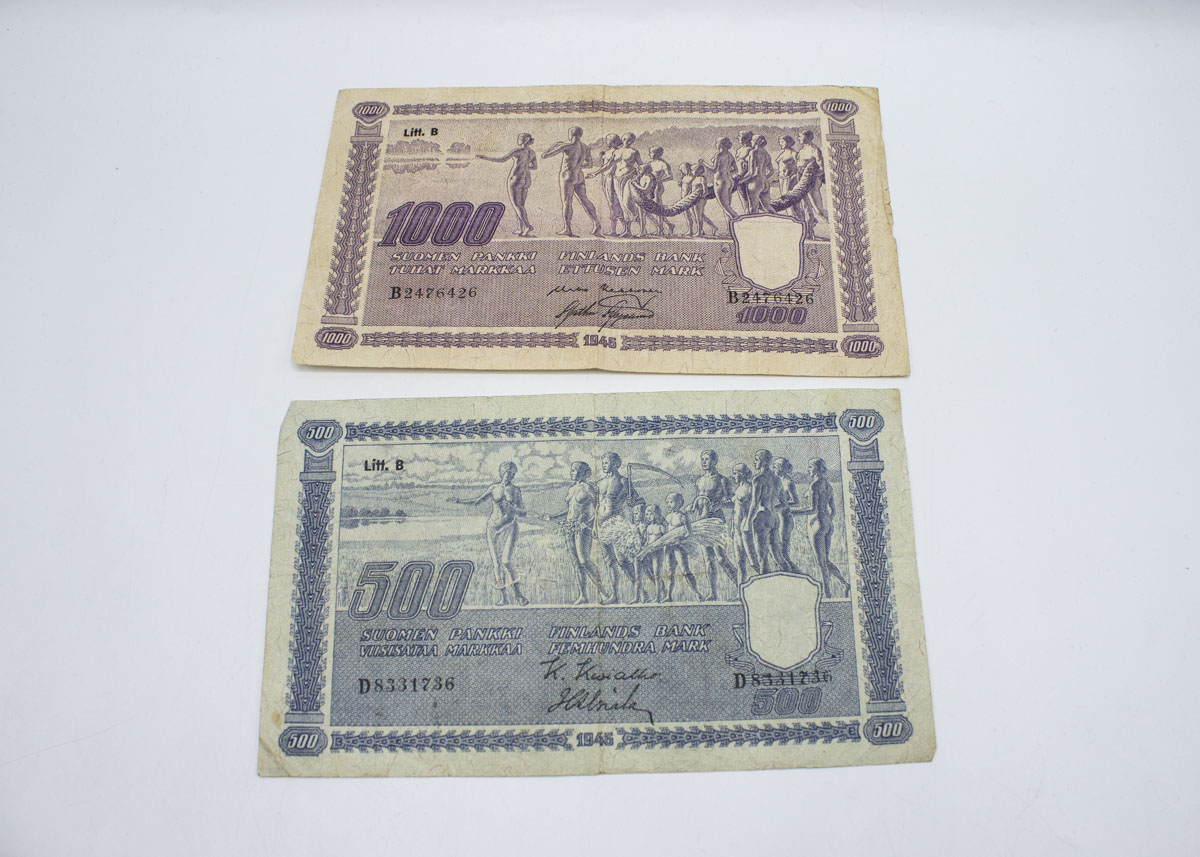 1000 1000
Litt. B
1000
SUOMEN PANKKI FINLANDS BANK
TUHAT MARKKAA ETTUSEN MARK
B2476426 B2476426
1000
1000 1945 1000
500 500
Litt. B
500
SUOMEN PANKKI FINLANDS BANK
VIISISATAA MARKKAA FEMHUNDRA MARK
D8331736 D8331736
500
500 1945 500